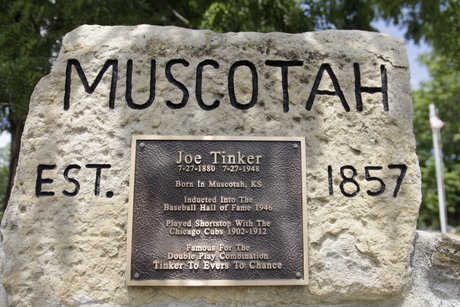 MUSCOTAH
EST. 1857
Joe Tinker
7-27-1880 7-27-1948
Born In Muscotah, KS
Inducted Into The
Baseball Hall of Fame 1946
Played Shortstop With The
Chicago Cubs 1902-1912
Famous For The
Double Play Combination
Tinker To Evers To Chance